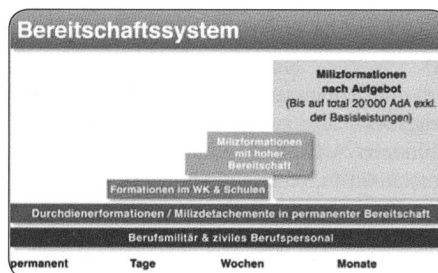 Bereitschaftssystem
Milizformationen
nach Aufgebot
(Bis auf total 20'000 AdA exkl.
der Basisleistungen)
Milizformationen
mit hoher
Bereitschaft
Formationen im WK & Schulen
Durchdienerformationen / Milizdetachemente in permanenter Bereitschaft
Berufsmilitär & ziviles Berufspersonal
permanent Tage Wochen Monate